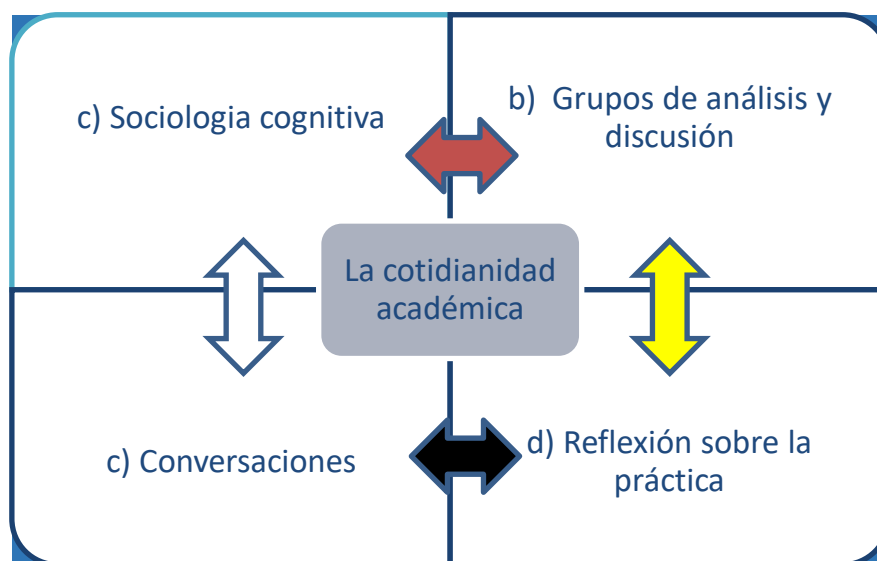 c) Sociologia cognitiva
b) Grupos de análisis y
discusión
La cotidianidad
académica
c) Conversaciones
d) Reflexión sobre la
práctica